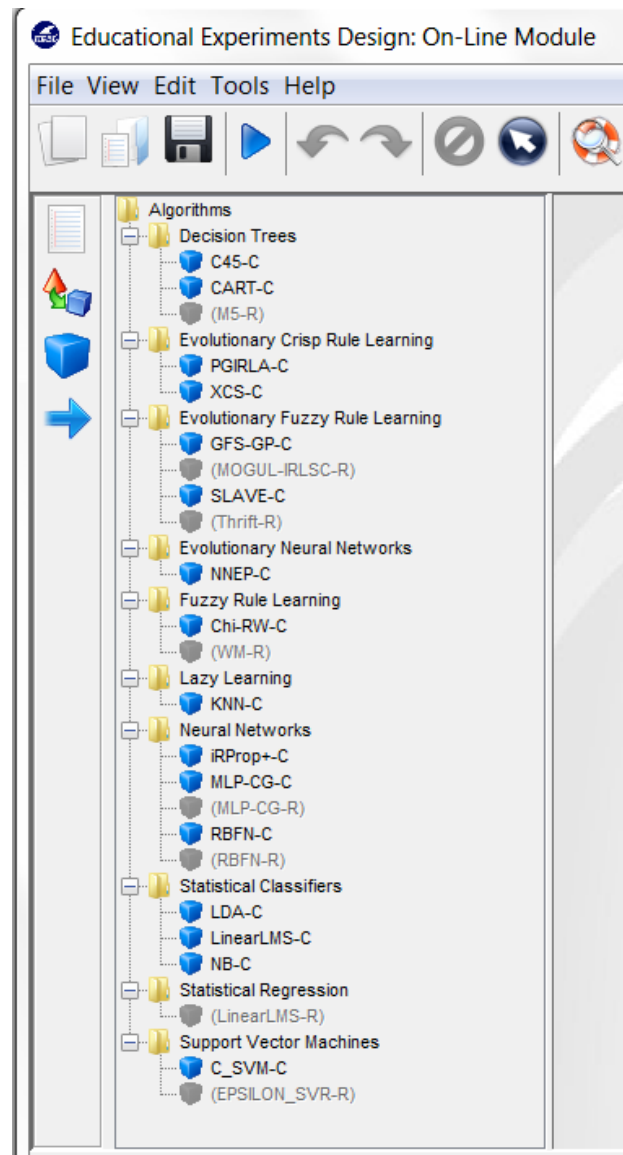 Educational Experiments Design: On-Line Module
File View Edit Tools Help
Algorithms
Decision Trees
C45-C
CART-C
(M5-R)
Evolutionary Crisp Rule Learning
PGIRLA-C
XCS-C
Evolutionary Fuzzy Rule Learning
GFS-GP-C
(MOGUL-IRLSC-R)
SLAVE-C
(Thrift-R)
Evolutionary Neural Networks
NNEP-C
Fuzzy Rule Learning
Chi-RW-C
(WM-R)
Lazy Learning
KNN-C
Neural Networks
iRProp+-C
MLP-CG-C
(MLP-CG-R)
RBFN-C
(RBFN-R)
Statistical Classifiers
LDA-C
LinearLMS-C
NB-C
Statistical Regression
(LinearLMS-R)
Support Vector Machines
C_SVM-C
(EPSILON_SVR-R)